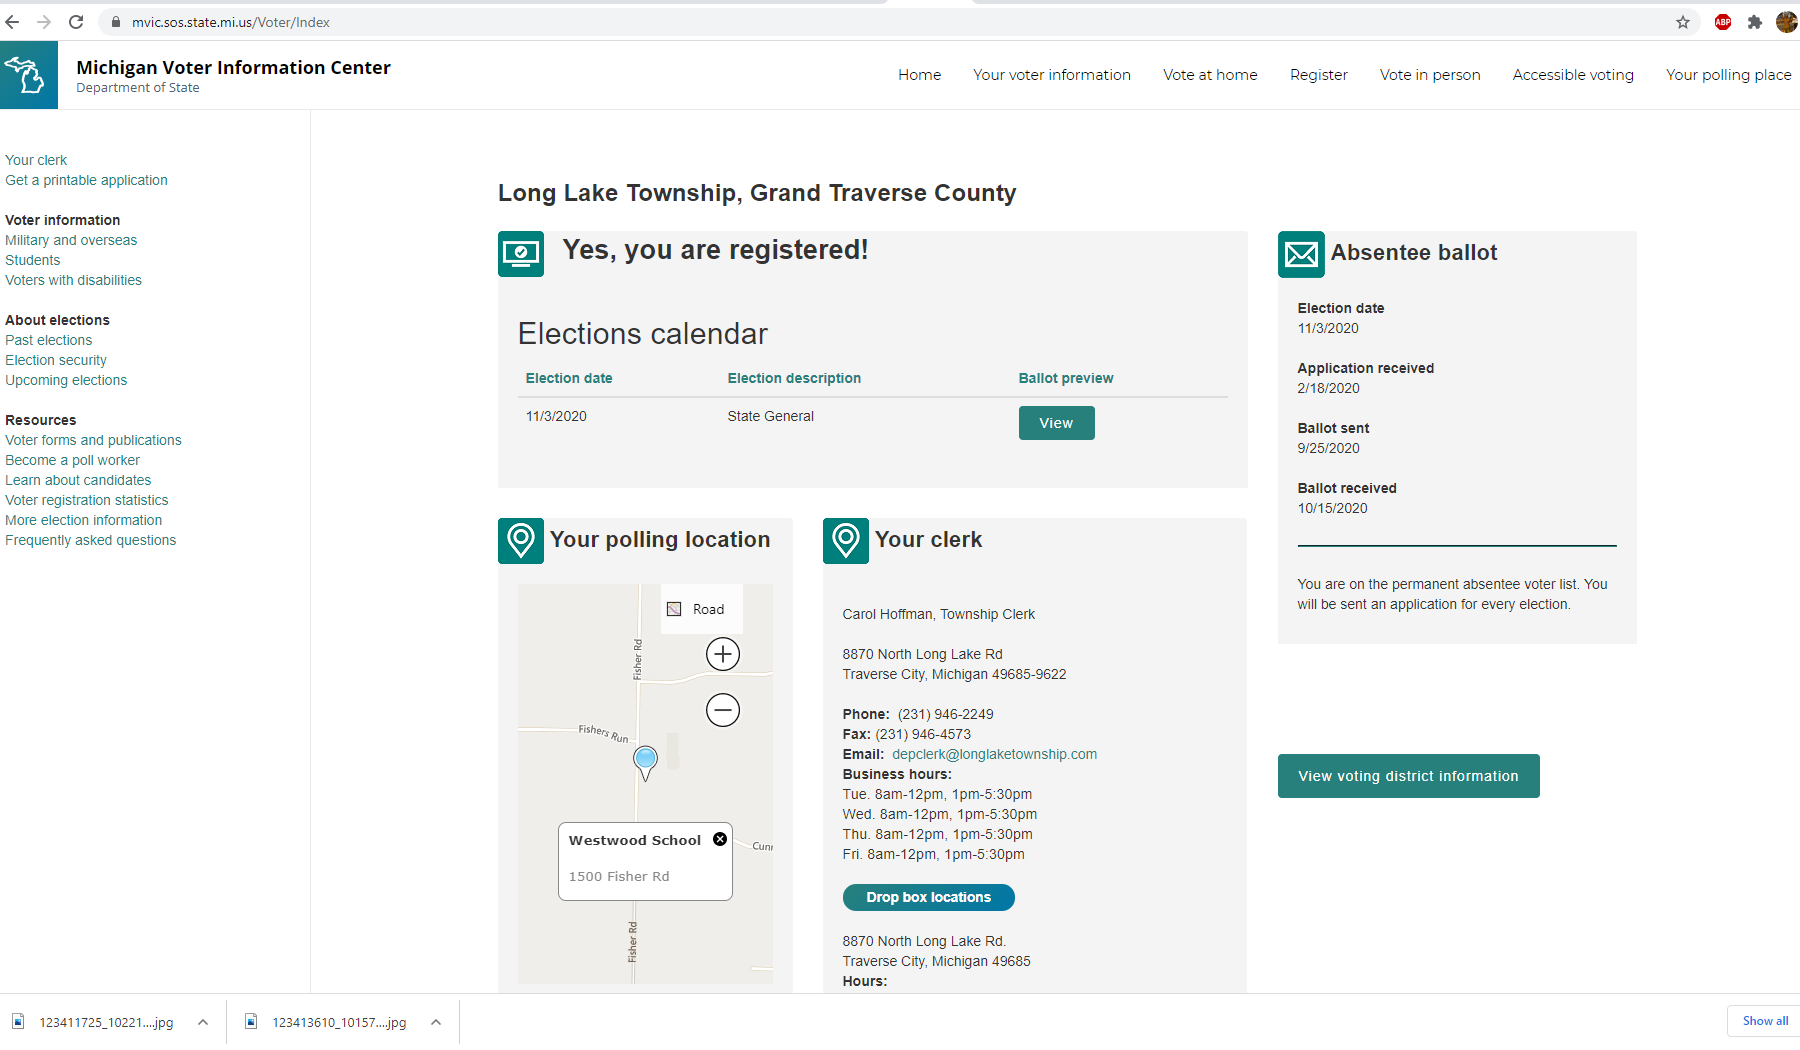 mvic.sos.state.mi.us/Voter/Index
ABP
Michigan Voter Information Center
Department of State
Home
Your voter information
Vote at home
Register
Vote in person
Accessible voting
Your polling place
Your clerk
Get a printable application
Voter information
Military and overseas
Students
Voters with disabilities
About elections
Past elections
Election security
Upcoming elections
Resources
Voter forms and publications
Become a poll worker
Learn about candidates
Voter registration statistics
More election information
Frequently asked questions
Long Lake Township, Grand Traverse County
Yes, you are registered!
Elections calendar
Election date Election description Ballot preview
11/3/2020 State General View
Your polling location
Road
Fisher Rd
Fishers Run
Westwood School
1500 Fisher Rd
Cunn
Fisher Rd
Your clerk
Carol Hoffman, Township Clerk
8870 North Long Lake Rd
Traverse City, Michigan 49685-9622
Phone: (231) 946-2249
Fax: (231) 946-4573
Email: depclerk@longlaketownship.com
Business hours:
Tue. 8am-12pm, 1pm-5:30pm
Wed. 8am-12pm, 1pm-5:30pm
Thu. 8am-12pm, 1pm-5:30pm
Fri. 8am-12pm, 1pm-5:30pm
Drop box locations
8870 North Long Lake Rd.
Traverse City, Michigan 49685
Hours:
Absentee ballot
Election date
11/3/2020
Application received
2/18/2020
Ballot sent
9/25/2020
Ballot received
10/15/2020
You are on the permanent absentee voter list. You
will be sent an application for every election.
View voting district information
123411725_10221....jpg
123413610_10157....jpg
Show all